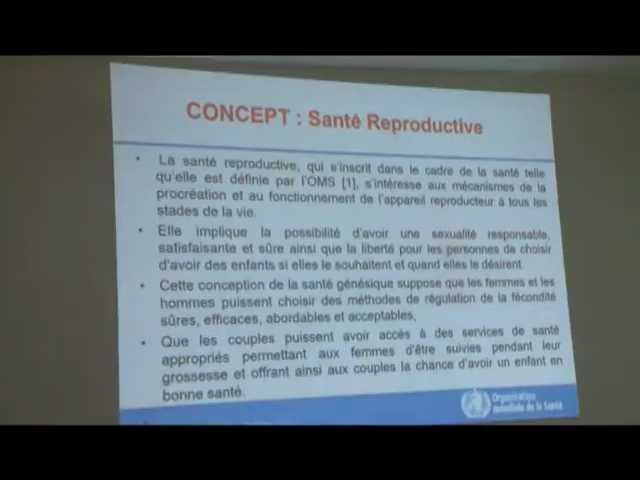 CONCEPT : Santé Reproductive
• La santé reproductive, qui s'inscrit dans le cadre de la santé telle
qu'elle est définie par l'OMS [1], s'intéresse aux mécanismes de la
procréation et au fonctionnement de l'appareil reproducteur à tous les
stades de la vie.
• Elle implique la possibilité d'avoir une sexualité responsable,
satisfaisante et sûre ainsi que la liberté pour les personnes de choisir
d'avoir des enfants si elles le souhaitent et quand elles le désirent.
• Cette conception de la santé génésique suppose que les femmes et les
hommes puissent choisir des méthodes de régulation de la fécondité
sûres, efficaces, abordables et acceptables,
• Que les couples puissent avoir accès à des services de santé
appropriés permettant aux femmes d'être suivies pendant leur
grossesse et offrant ainsi aux couples la chance d'avoir un enfant en
bonne santé.
Organisation
mondiale de la Santé